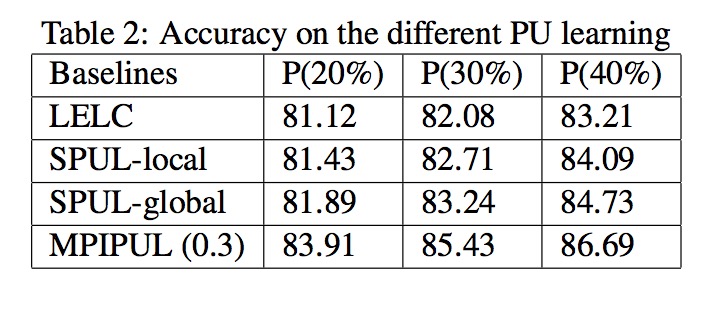 Table 2: Accuracy on the different PU learning
Baselines P(20%) P(30%) P(40%)
LELC 81.12 82.08 83.21
SPUL-local 81.43 82.71 84.09
SPUL-global 81.89 83.24 84.73
MPIPUL (0.3) 83.91 85.43 86.69